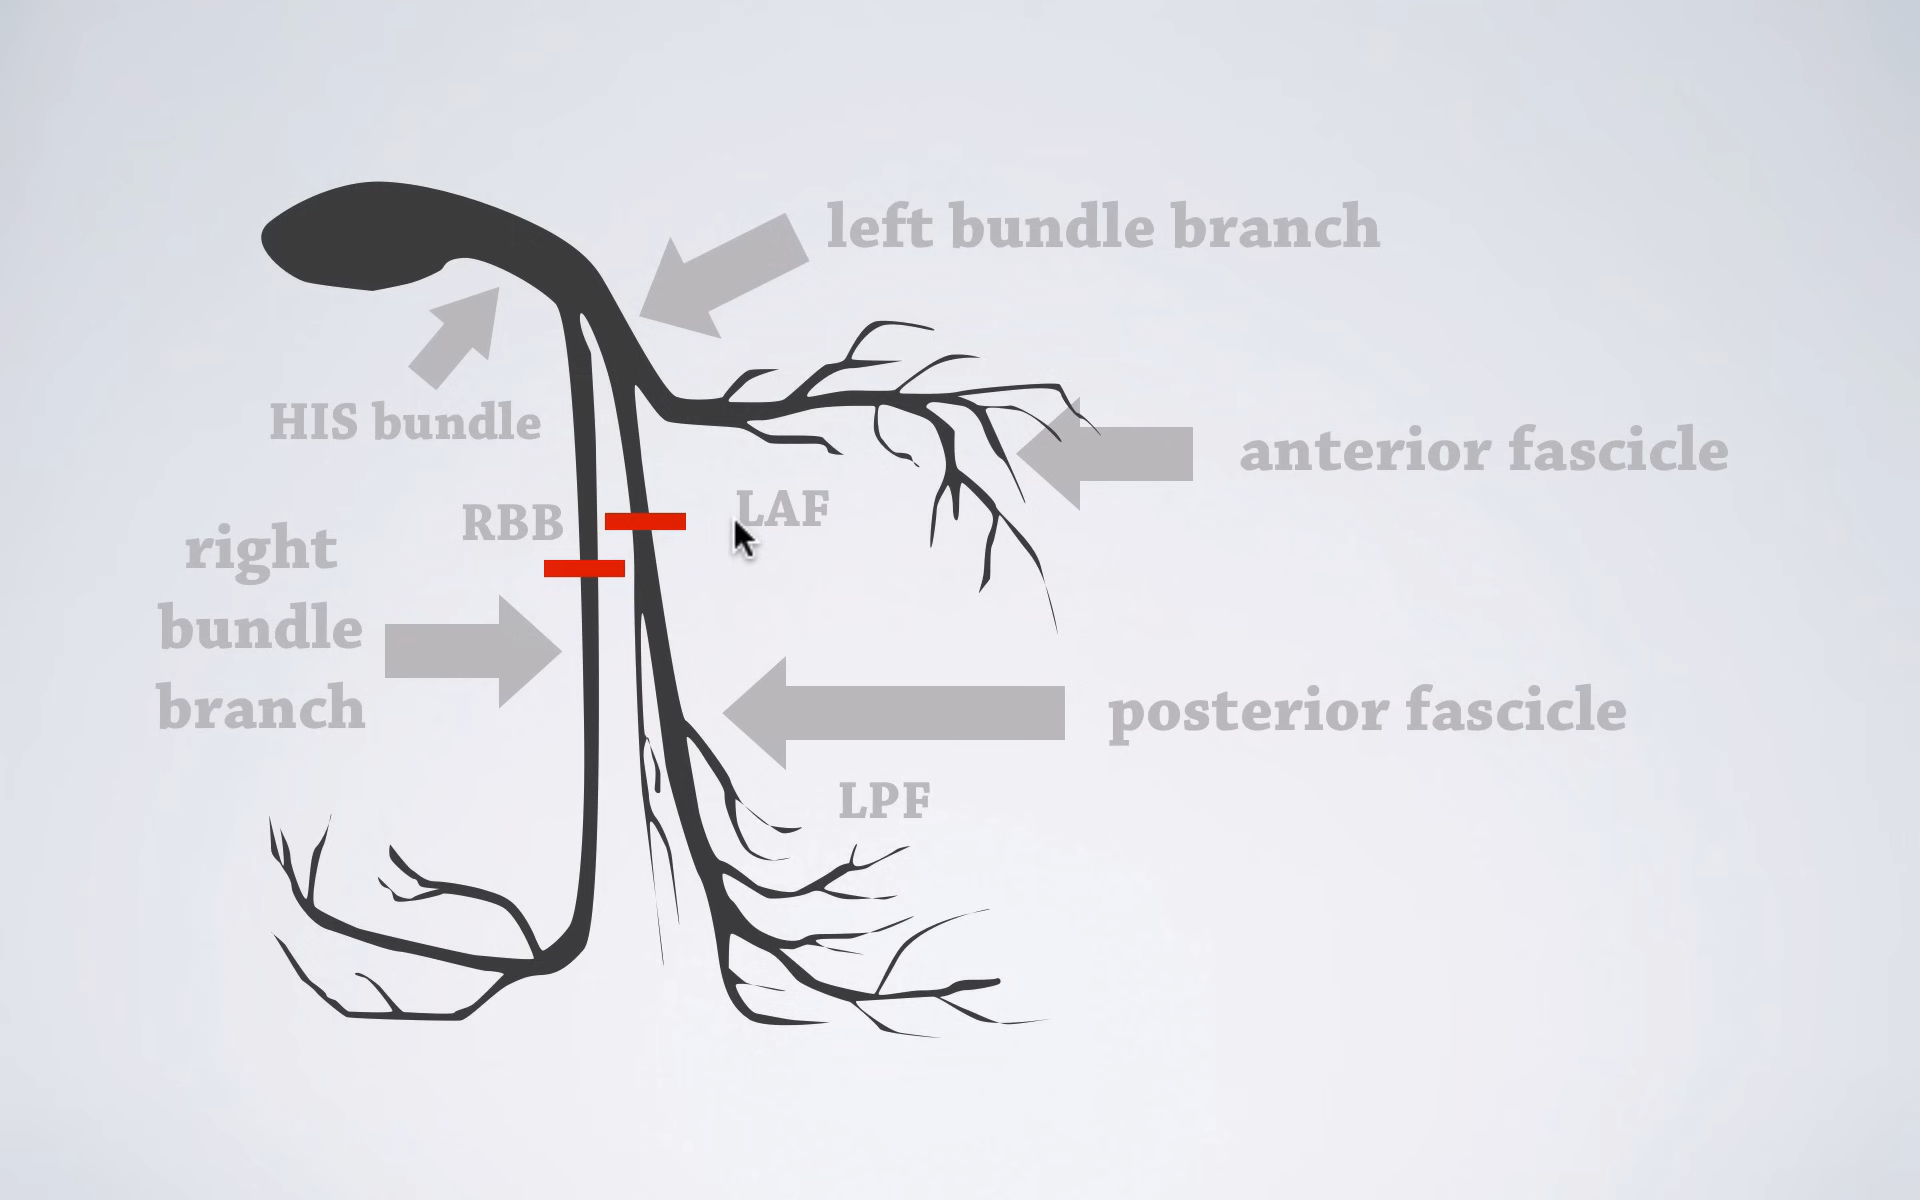 left bundle branch
HIS bundle
anterior fascicle
RBB
LAF
right
bundle
branch
posterior fascicle
LPF